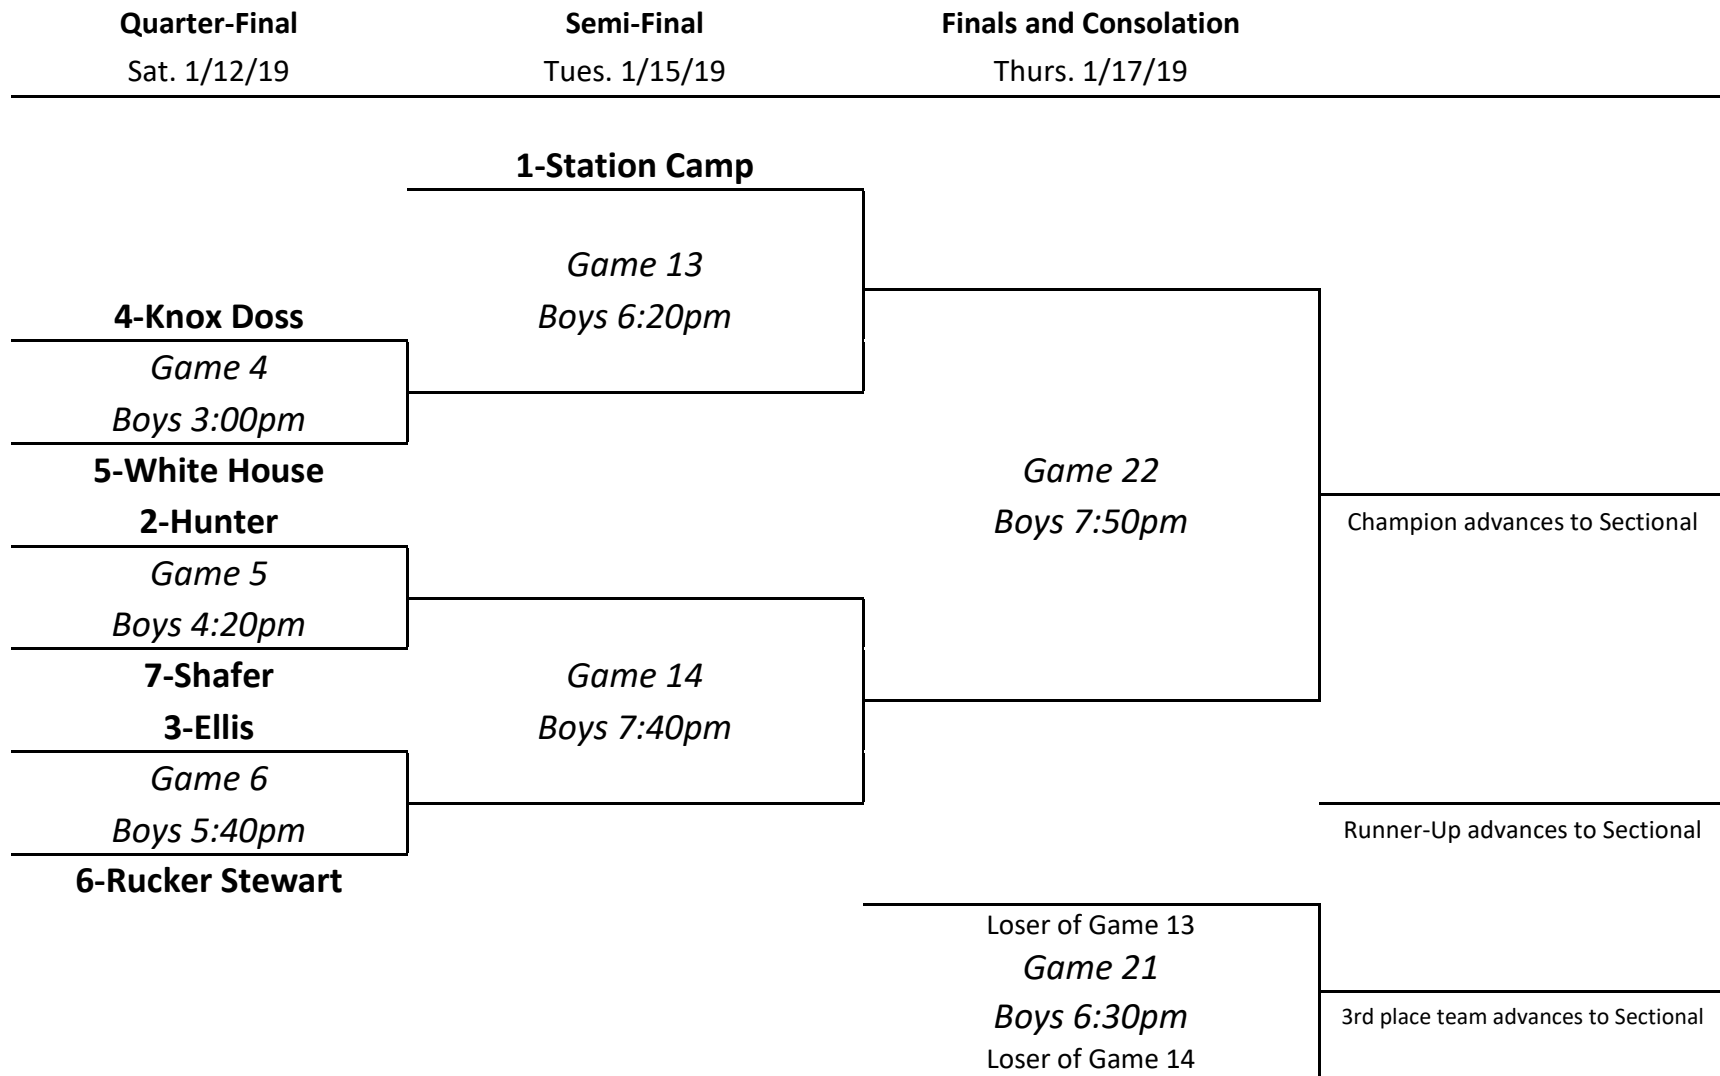 Quarter-Final
Semi-Final
Finals and Consolation
Sat. 1/12/19
Tues. 1/15/19
Thurs. 1/17/19
1-Station Camp
Game 13
Boys 6:20pm
4-Knox Doss
Game 4
Boys 3:00pm
5-White House
2-Hunter
Game 5
Boys 4:20pm
7-Shafer
3-Ellis
Game 6
Boys 5:40pm
6-Rucker Stewart
Game 14
Boys 7:40pm
Game 22
Boys 7:50pm
Champion advances to Sectional
Runner-Up advances to Sectional
Loser of Game 13
Game 21
Boys 6:30pm
Loser of Game 14
3rd place team advances to Sectional